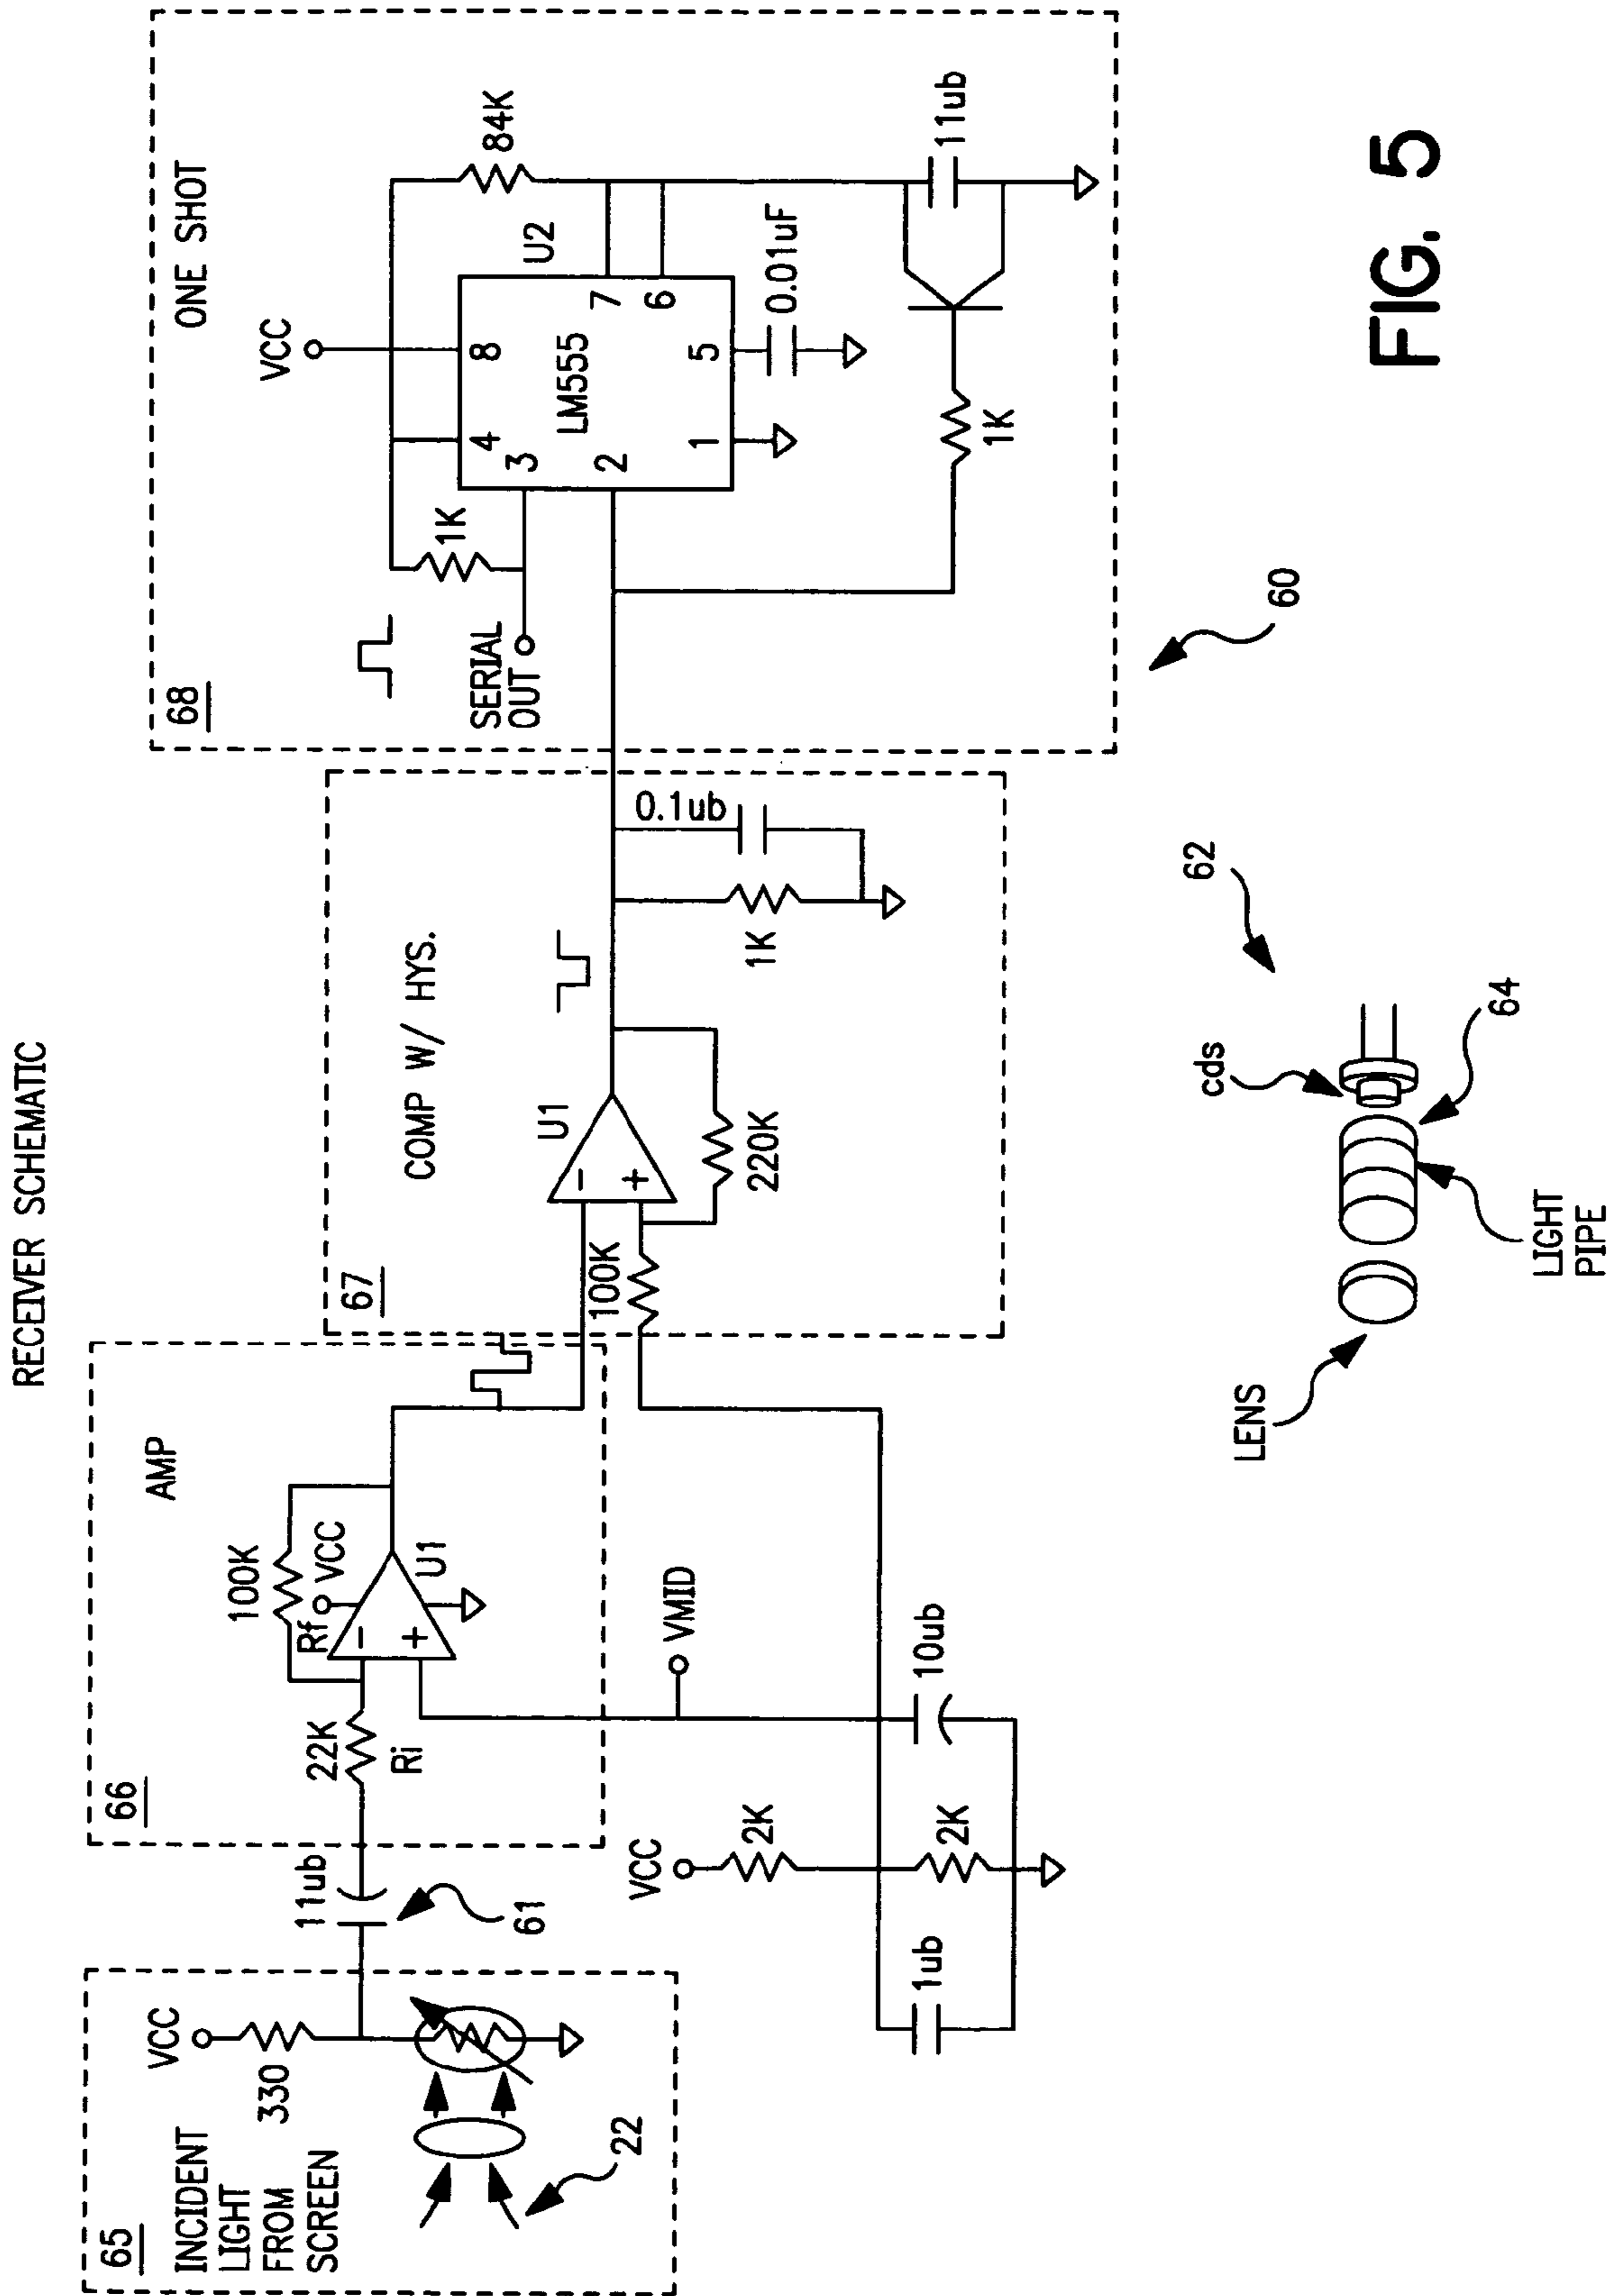 RECEIVER SCHEMATIC
65
INCIDENT
LIGHT
FROM
SCREEN
VCC
330
22
11ub
61
66
AMP
22K
Ri
100K
Rf
VCC
−
+
U1
VMID
VCC
2K
2K
1ub
10ub
67
COMP W/ HYS.
100K
−
+
U1
220K
1K
0.1ub
68
ONE SHOT
VCC
1K
SERIAL
OUT
4
8
3
2
LM555
7
6
1
5
U2
84K
0.01uF
11ub
1K
60
62
LENS
LIGHT
PIPE
cds
64
FIG. 5